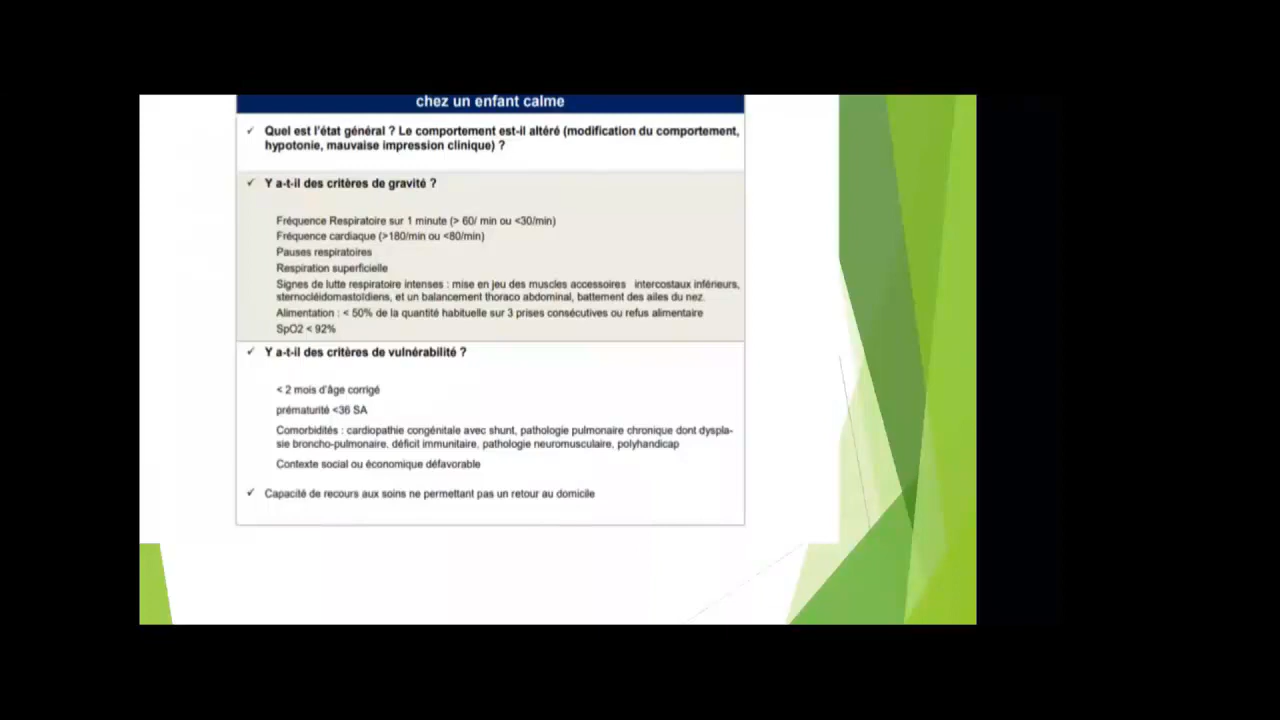 chez un enfant calme
✓ Quel est l'état général ? Le comportement est-il altéré (modification du comportement,
hypotonie, mauvaise impression clinique) ?
✓ Y a-t-il des critères de gravité ?
Fréquence Respiratoire sur 1 minute (> 60/ min ou <30/min)
Fréquence cardiaque (>180/min ou <80/min)
Pauses respiratoires
Respiration superficielle
Signes de lutte respiratoire intenses : mise en jeu des muscles accessoires intercostaux inférieurs,
sternocléidomastoïdiens, et un balancement thoraco abdominal, battement des ailes du nez.
Alimentation : < 50% de la quantité habituelle sur 3 prises consécutives ou refus alimentaire
SpO2 < 92%
✓ Y a-t-il des critères de vulnérabilité ?
< 2 mois d'âge corrigé
prématurité <36 SA
Comorbidités : cardiopathie congénitale avec shunt, pathologie pulmonaire chronique dont dyspla-
sie broncho-pulmonaire, déficit immunitaire, pathologie neuromusculaire, polyhandicap
Contexte social ou économique défavorable
✓ Capacité de recours aux soins ne permettant pas un retour au domicile